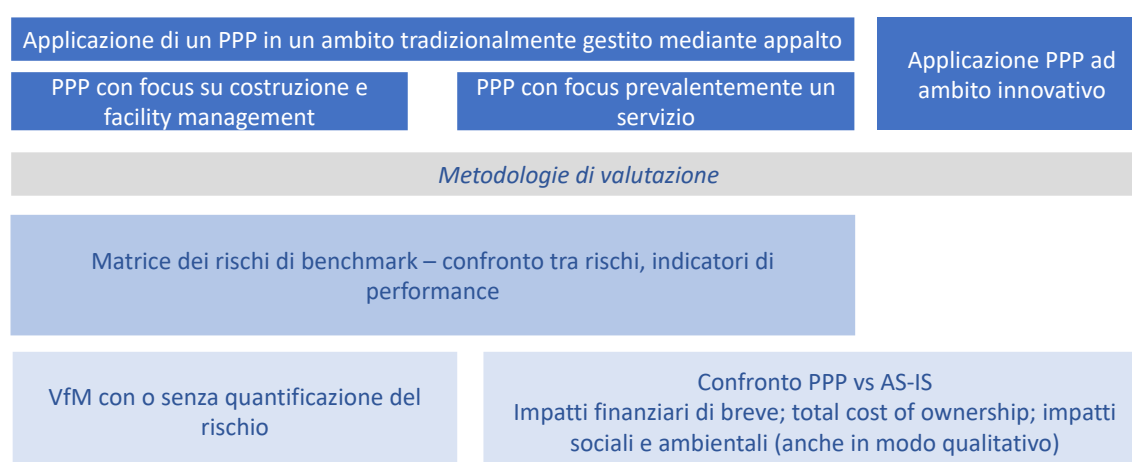 Applicazione di un PPP in un ambito tradizionalmente gestito mediante appalto
PPP con focus su costruzione e
facility management
PPP con focus prevalentemente un
servizio
Applicazione PPP ad
ambito innovativo
Metodologie di valutazione
Matrice dei rischi di benchmark – confronto tra rischi, indicatori di
performance
VfM con o senza quantificazione del
rischio
Confronto PPP vs AS-IS
Impatti finanziari di breve; total cost of ownership; impatti
sociali e ambientali (anche in modo qualitativo)